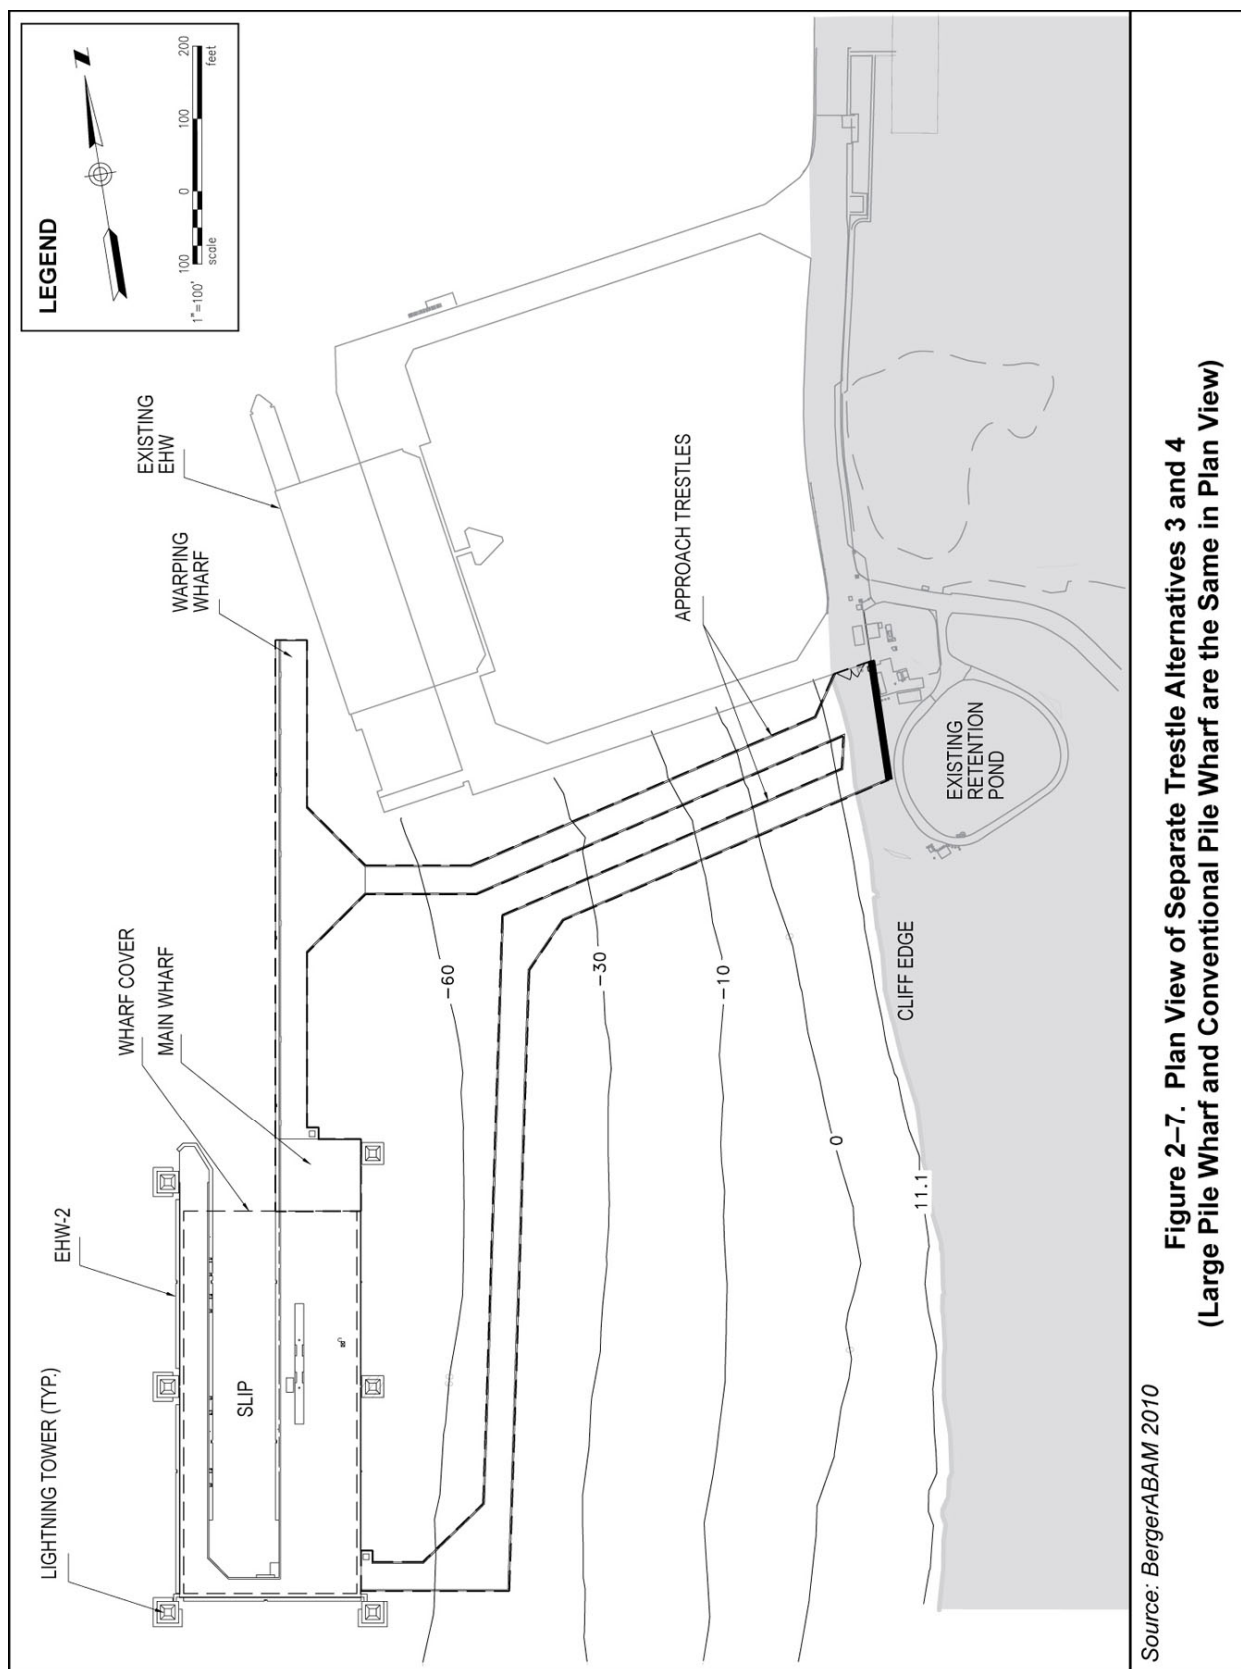 LEGEND
N
1"=100'
100
0
100
200
scale
feet
LIGHTNING TOWER (TYP.)
EHW-2
WHARF COVER
MAIN WHARF
WARPING
WHARF
EXISTING
EHW
SLIP
APPROACH TRESTLES
-60
-30
-10
0
11.1
CLIFF EDGE
EXISTING
RETENTION
POND
Source: BergerABAM 2010
Figure 2–7. Plan View of Separate Trestle Alternatives 3 and 4
(Large Pile Wharf and Conventional Pile Wharf are the Same in Plan View)